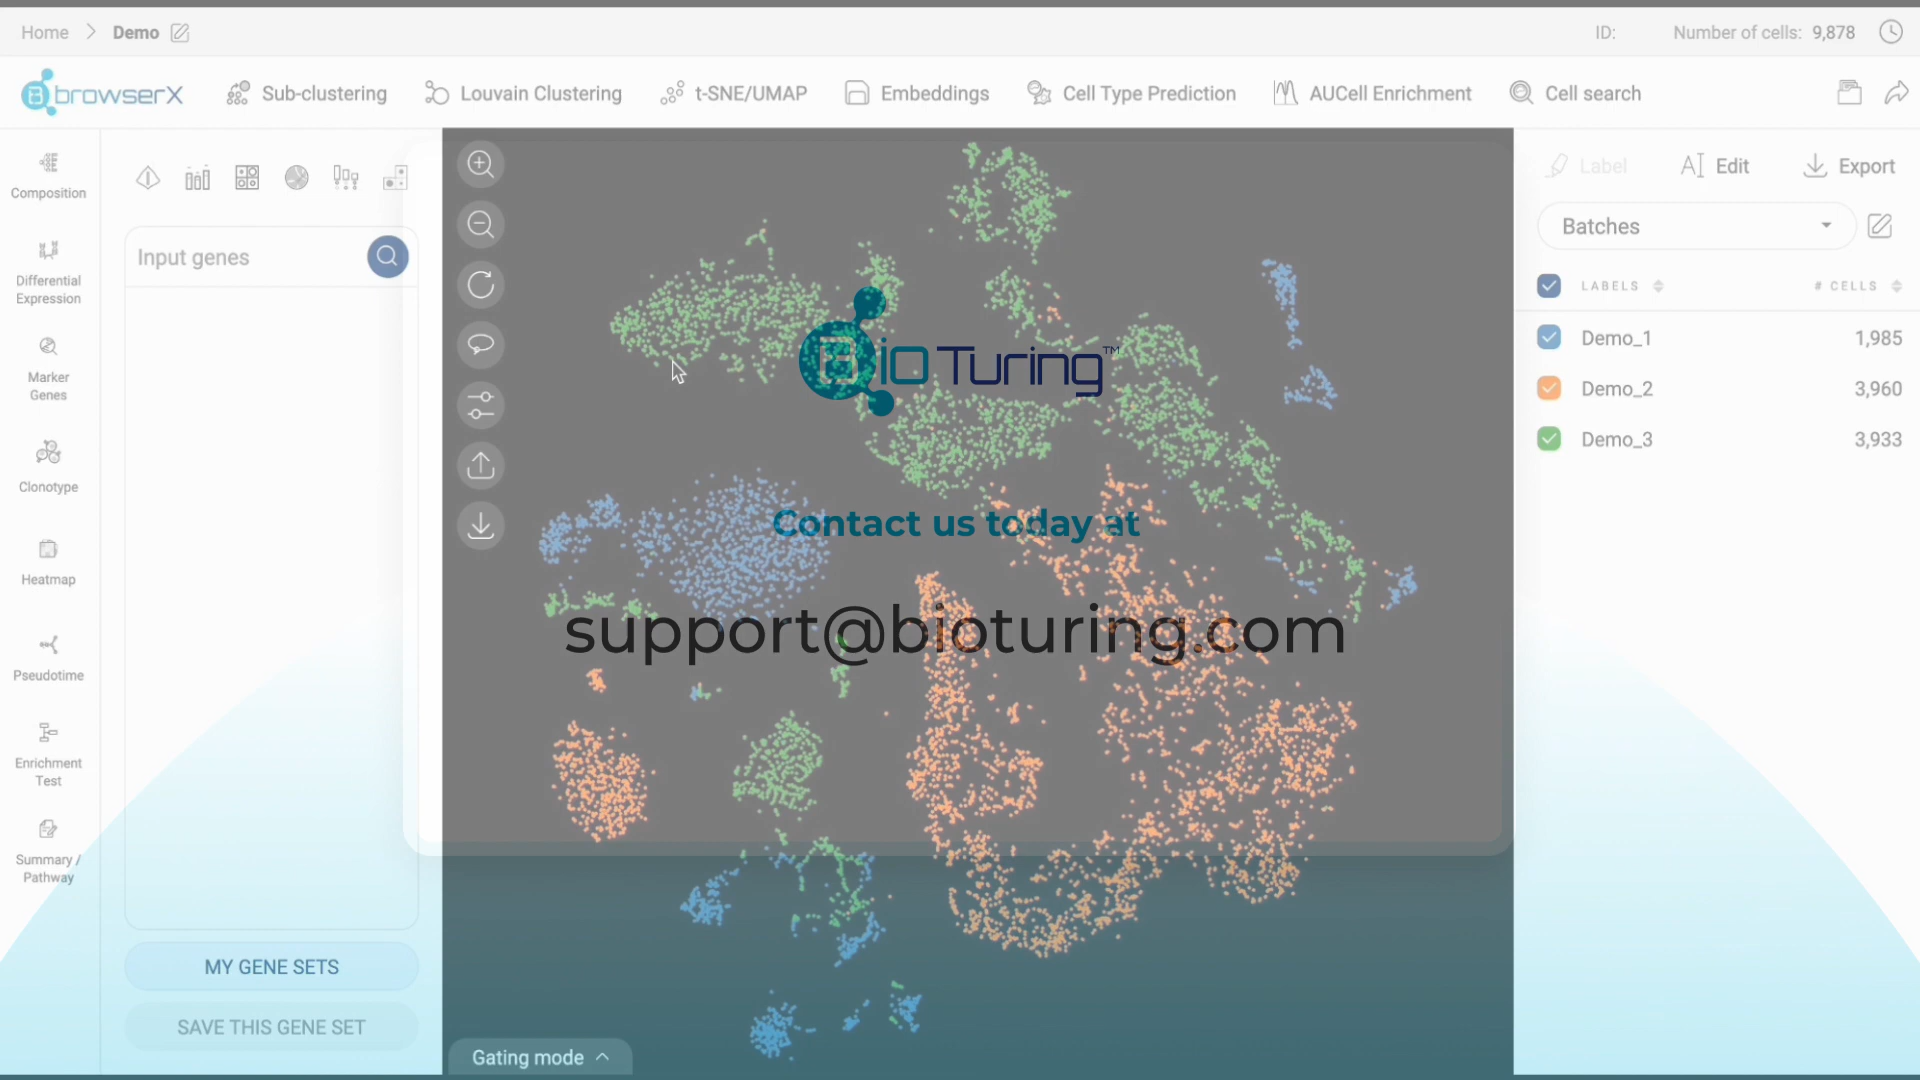 Home
Demo
ID:
Number of cells: 9,878
browserX
Sub-clustering
Louvain Clustering
t-SNE/UMAP
Embeddings
Cell Type Prediction
AUCell Enrichment
Cell search
Composition
Differential
Expression
Marker
Genes
Clonotype
Heatmap
Pseudotime
Enrichment
Test
Summary /
Pathway
Input genes
MY GENE SETS
SAVE THIS GENE SET
BioTuring™
Contact us today at
support@bioturing.com
Gating mode
Label
Edit
Export
Batches
LABELS
# CELLS
Demo_1 1,985
Demo_2 3,960
Demo_3 3,933